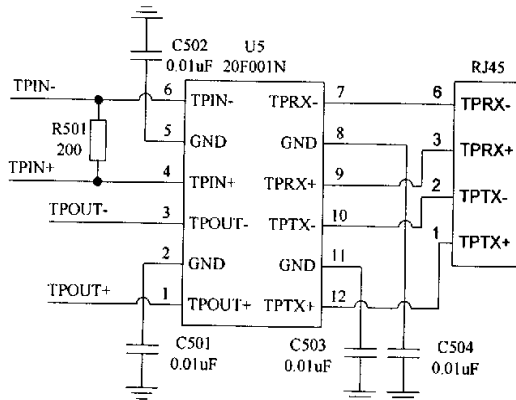 C502
0.01uF
U5
20F001N
RJ45
TPIN-
6
TPIN-
TPRX-
7
6
TPRX-
R501
200
5
GND
GND
8
3
TPRX+
TPIN+
4
TPIN+
TPRX+
9
2
TPTX-
TPOUT-
3
TPOUT-
TPTX-
10
1
TPTX+
2
GND
GND
11
TPOUT+
1
TPOUT+
TPTX+
12
C501
0.01uF
C503
0.01uF
C504
0.01uF